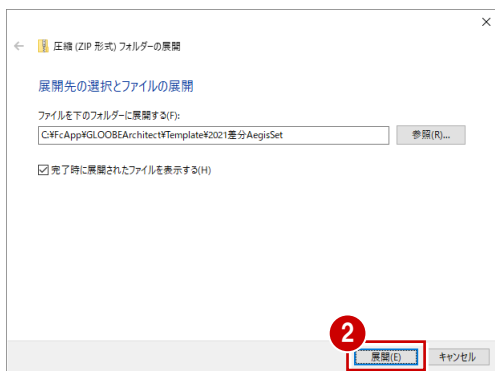 圧縮 (ZIP 形式) フォルダーの展開
展開先の選択とファイルの展開
ファイルを下のフォルダーに展開する(F):
C:¥FcApp¥GLOOBEArchitect¥Template¥2021差分AegisSet
参照(R)...
完了時に展開されたファイルを表示する(H)
2
展開(E)
キャンセル